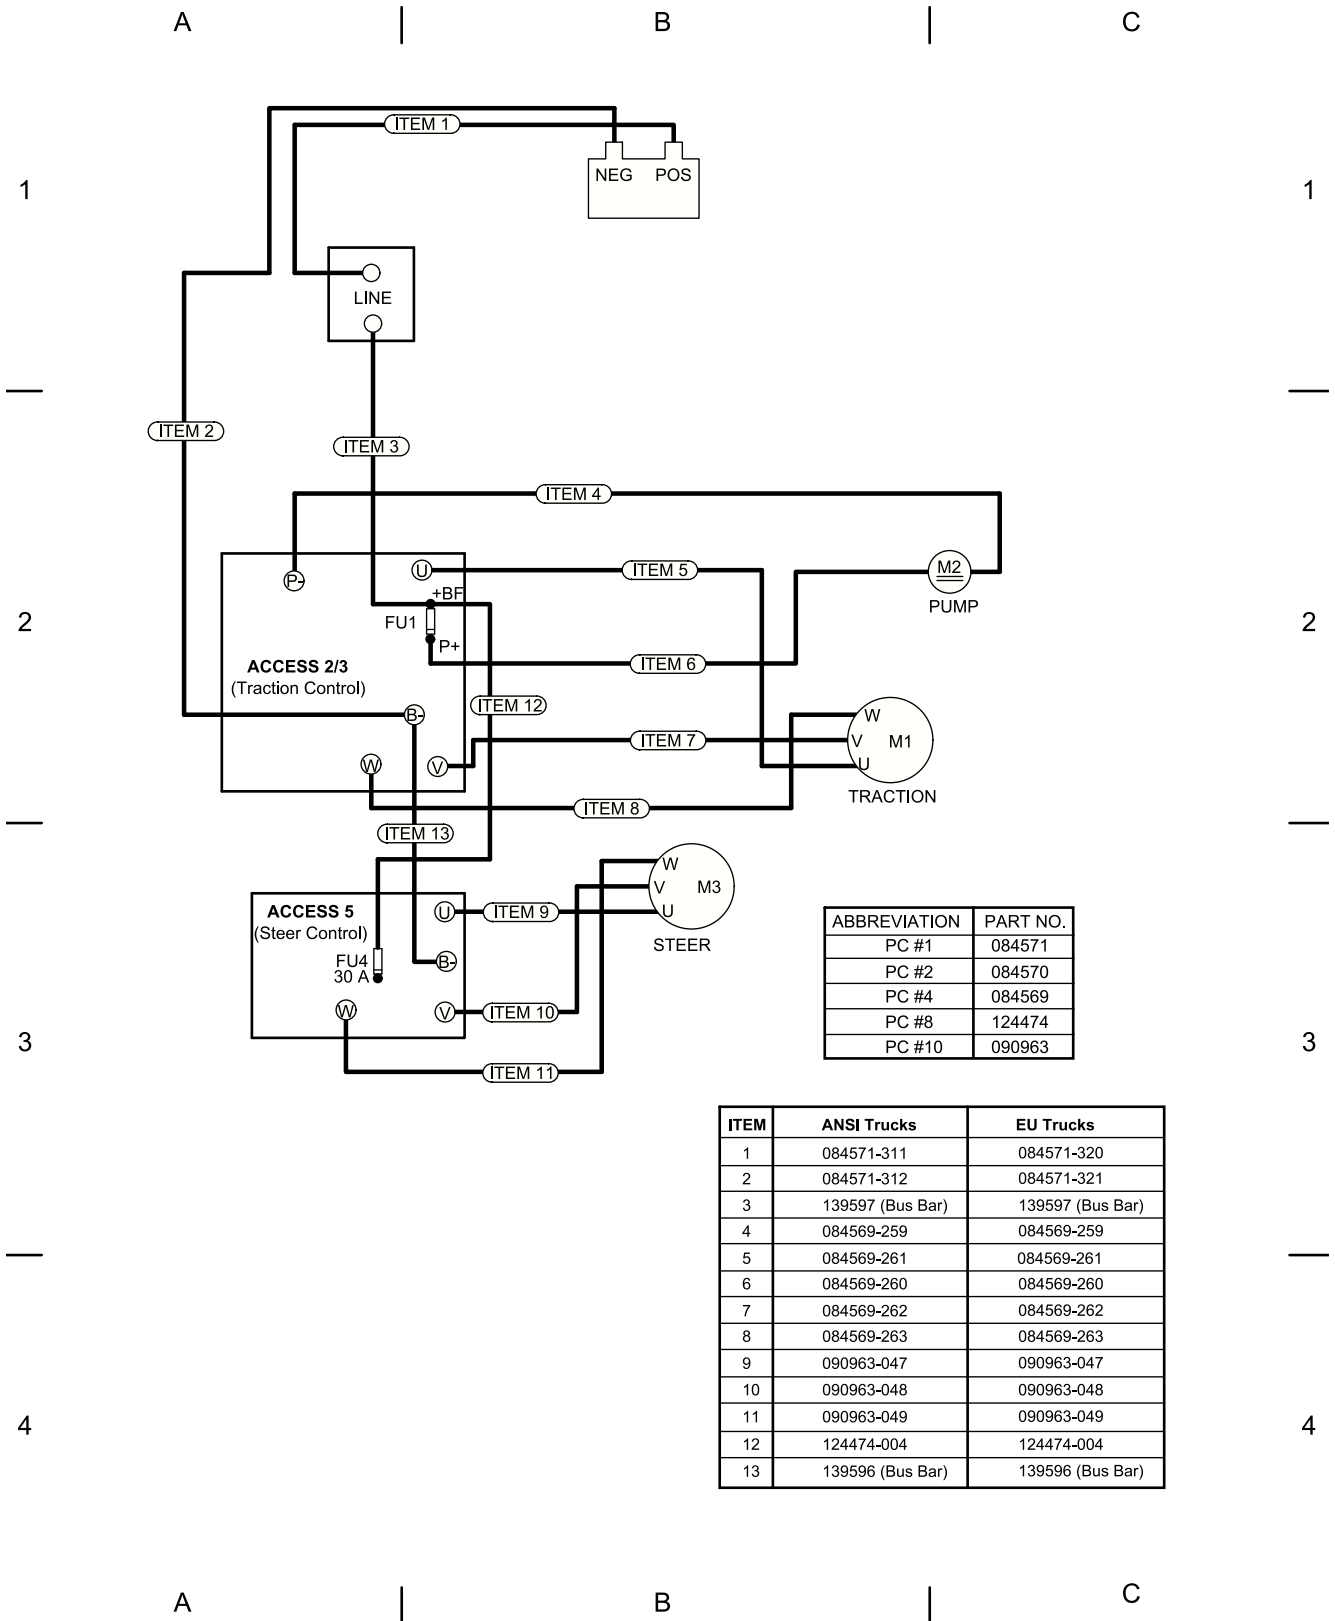 A B C
ITEM 1
NEG POS
1 1
LINE
ITEM 2
ITEM 3
ITEM 4
P-
U
ITEM 5
M2
+BF
PUMP
FU1
2 2
P+
ITEM 6
ACCESS 2/3
(Traction Control)
ITEM 12
B-
W
ITEM 7
V M1
W
V
U
TRACTION
ITEM 8
ITEM 13
W
V M3
ACCESS 5
U
ITEM 9
U
(Steer Control)
STEER
FU4
B-
30 A
W
V
ITEM 10
3 3
ITEM 11
ABBREVIATION PART NO.
PC #1 084571
PC #2 084570
PC #4 084569
PC #8 124474
PC #10 090963
ITEM ANSI Trucks EU Trucks
1 084571-311 084571-320
2 084571-312 084571-321
3 139597 (Bus Bar) 139597 (Bus Bar)
4 084569-259 084569-259
5 084569-261 084569-261
6 084569-260 084569-260
7 084569-262 084569-262
8 084569-263 084569-263
9 090963-047 090963-047
10 090963-048 090963-048
11 090963-049 090963-049
12 124474-004 124474-004
13 139596 (Bus Bar) 139596 (Bus Bar)
4 4
A B C